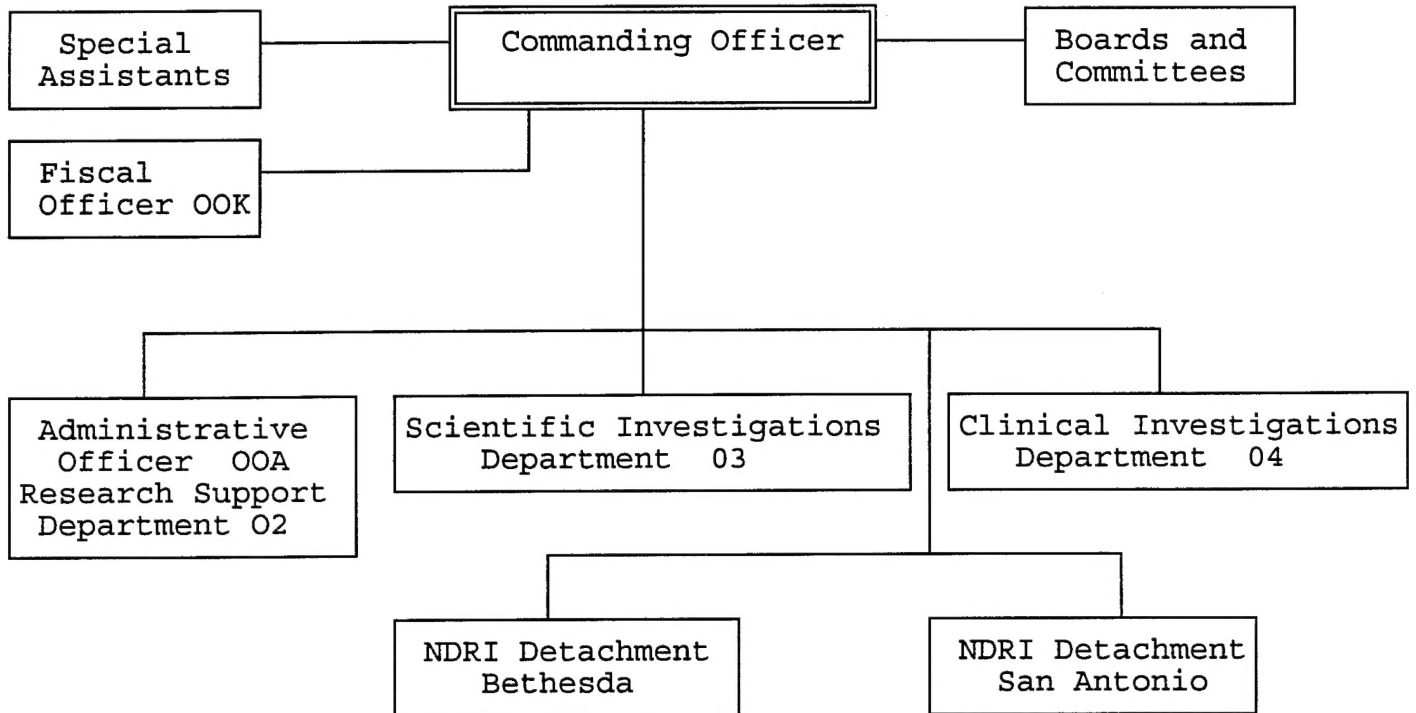 Special
Assistants
Commanding Officer
Boards and
Committees
Fiscal
Officer OOK
Administrative
Officer OOA
Research Support
Department O2
Scientific Investigations
Department 03
Clinical Investigations
Department 04
NDRI Detachment
Bethesda
NDRI Detachment
San Antonio